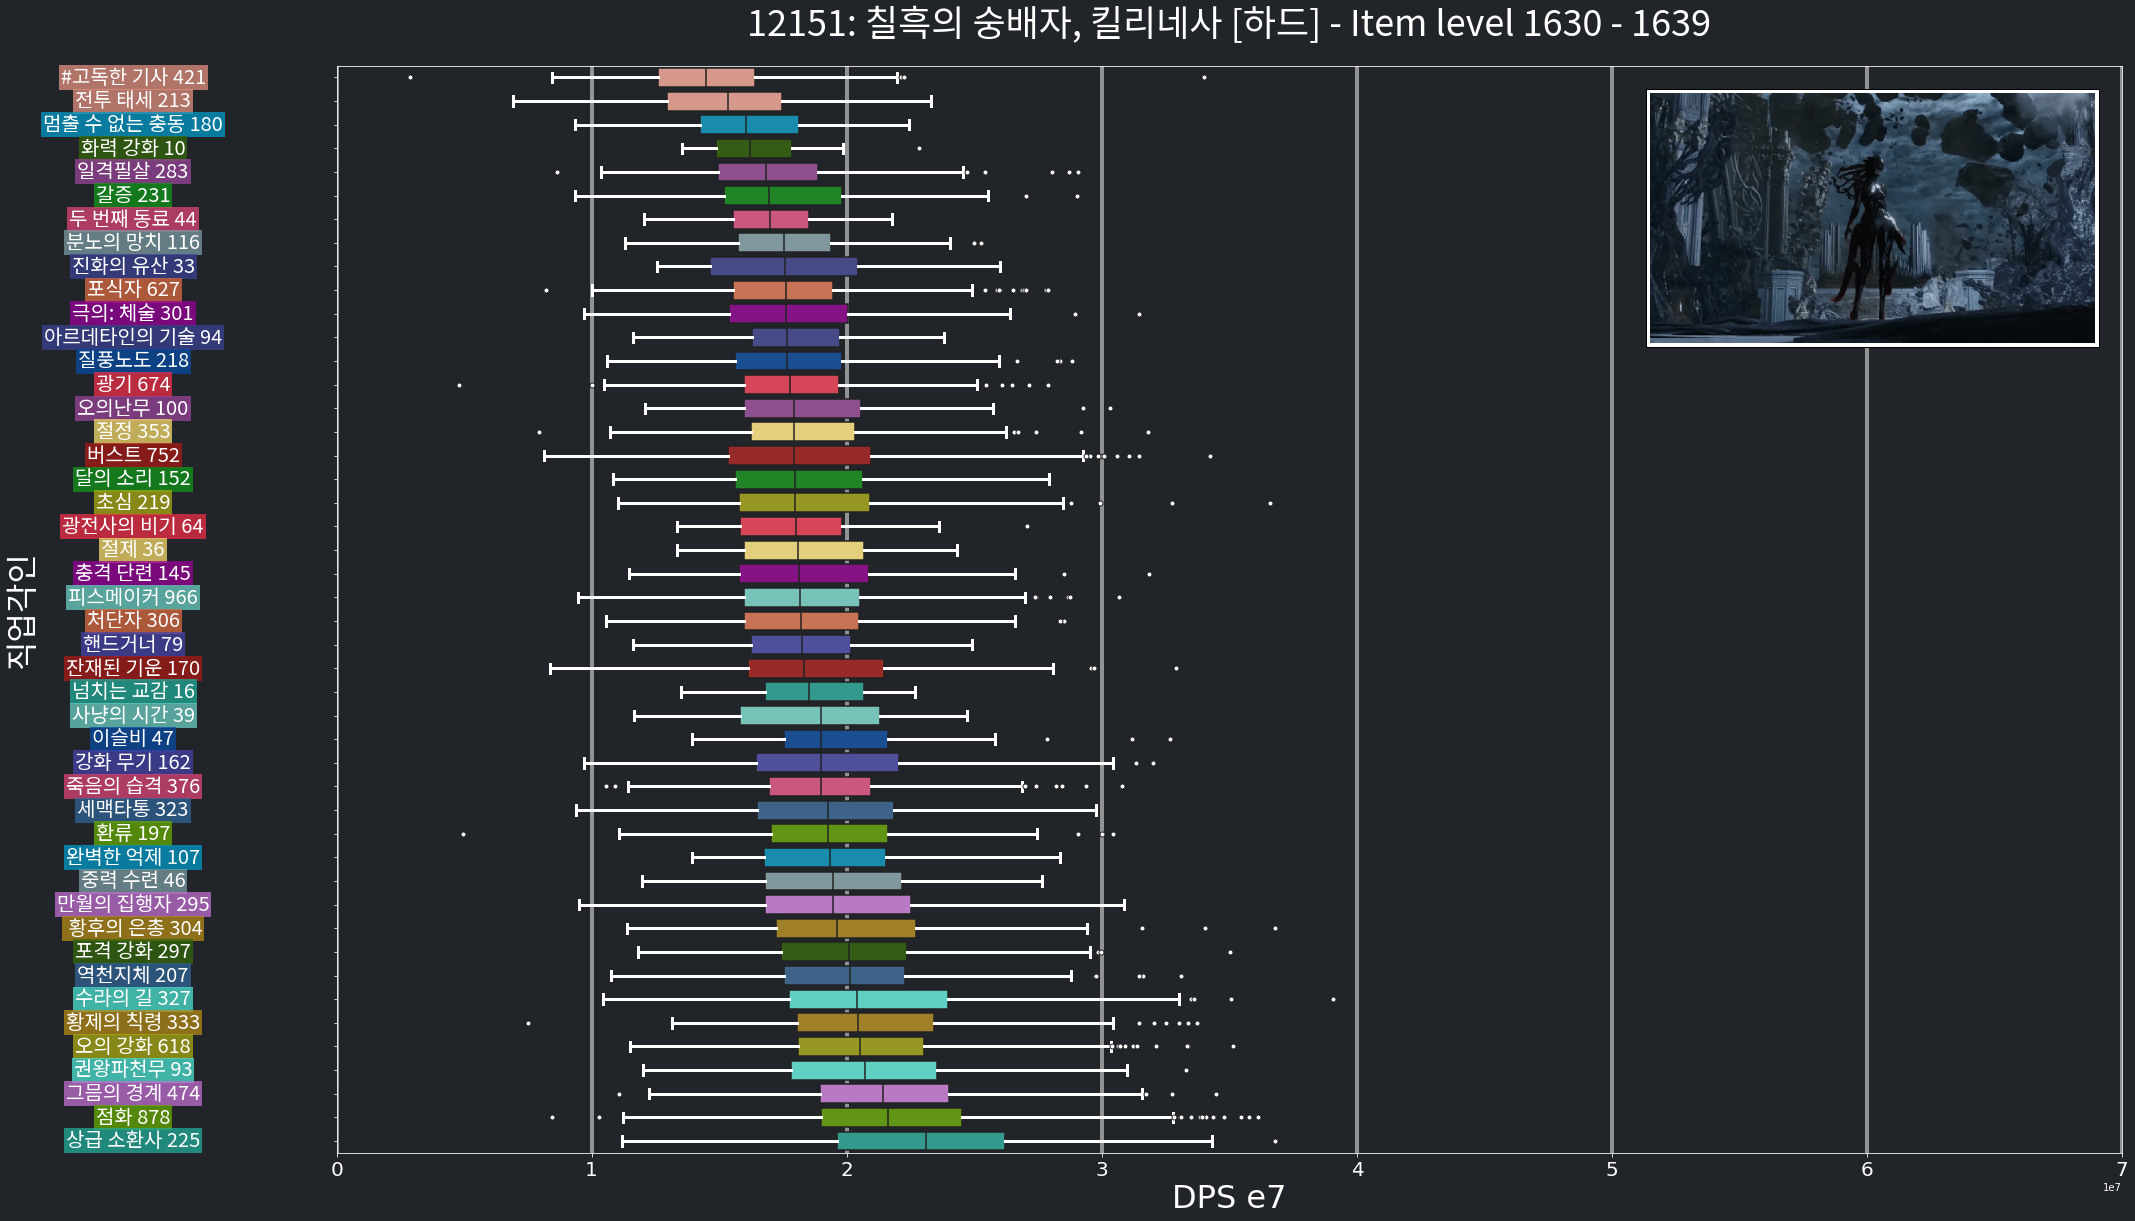 12151: 칠흑의 숭배자, 킬리네사 [하드] - Item level 1630 - 1639
#고독한 기사 421
전투 태세 213
멈출 수 없는 충동 180
화력 강화 10
일격필살 283
갈증 231
두 번째 동료 44
분노의 망치 116
진화의 유산 33
포식자 627
극의: 체술 301
아르데타인의 기술 94
질풍노도 218
광기 674
오의난무 100
절정 353
버스트 752
달의 소리 152
초심 219
광전사의 비기 64
절제 36
충격 단련 145
피스메이커 966
처단자 306
핸드거너 79
잔재된 기운 170
넘치는 교감 16
사냥의 시간 39
이슬비 47
강화 무기 162
죽음의 습격 376
세맥타통 323
환류 197
완벽한 억제 107
중력 수련 46
만월의 집행자 295
황후의 은총 304
포격 강화 297
역천지체 207
수라의 길 327
황제의 칙령 333
오의 강화 618
권왕파천무 93
그믐의 경계 474
점화 878
상급 소환사 225
직업각인
0 1 2 3 4 5 6 7
1e7
DPS e7